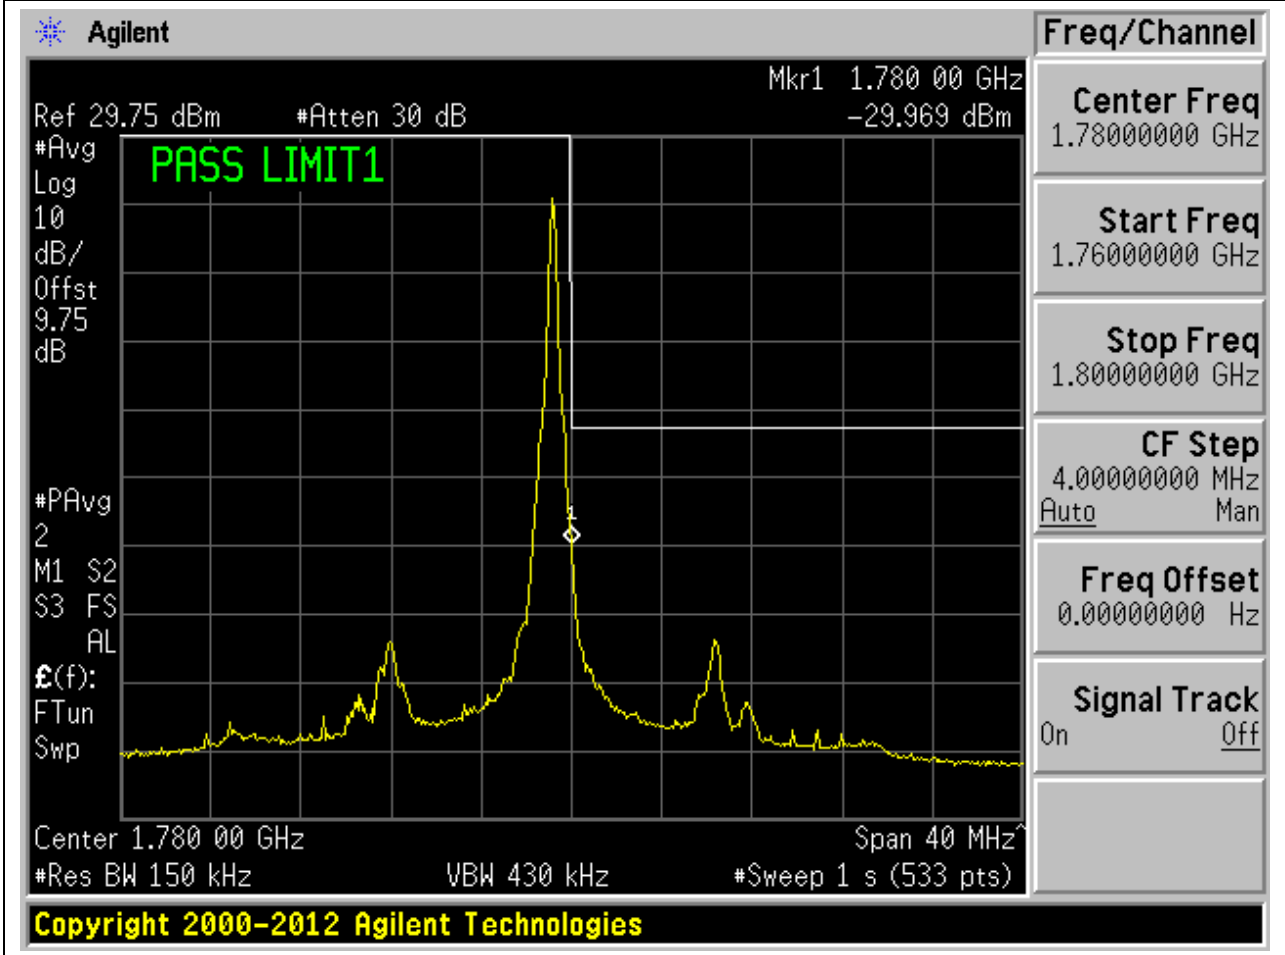 Agilent
Freq/Channel
Mkr1 1.780 00 GHz
Ref 29.75 dBm #Atten 30 dB -29.969 dBm
#Avg
Log
10
dB/
Offst
9.75
dB
PASS LIMIT1
1
#PAvg
2
M1 S2
S3 FS
AL
£(f):
FTun
Swp
Center 1.780 00 GHz Span 40 MHz^
#Res BW 150 kHz VBW 430 kHz #Sweep 1 s (533 pts)
Center Freq
1.78000000 GHz
Start Freq
1.76000000 GHz
Stop Freq
1.80000000 GHz
CF Step
4.00000000 MHz
Auto Man
Freq Offset
0.00000000 Hz
Signal Track
On Off
Copyright 2000-2012 Agilent Technologies